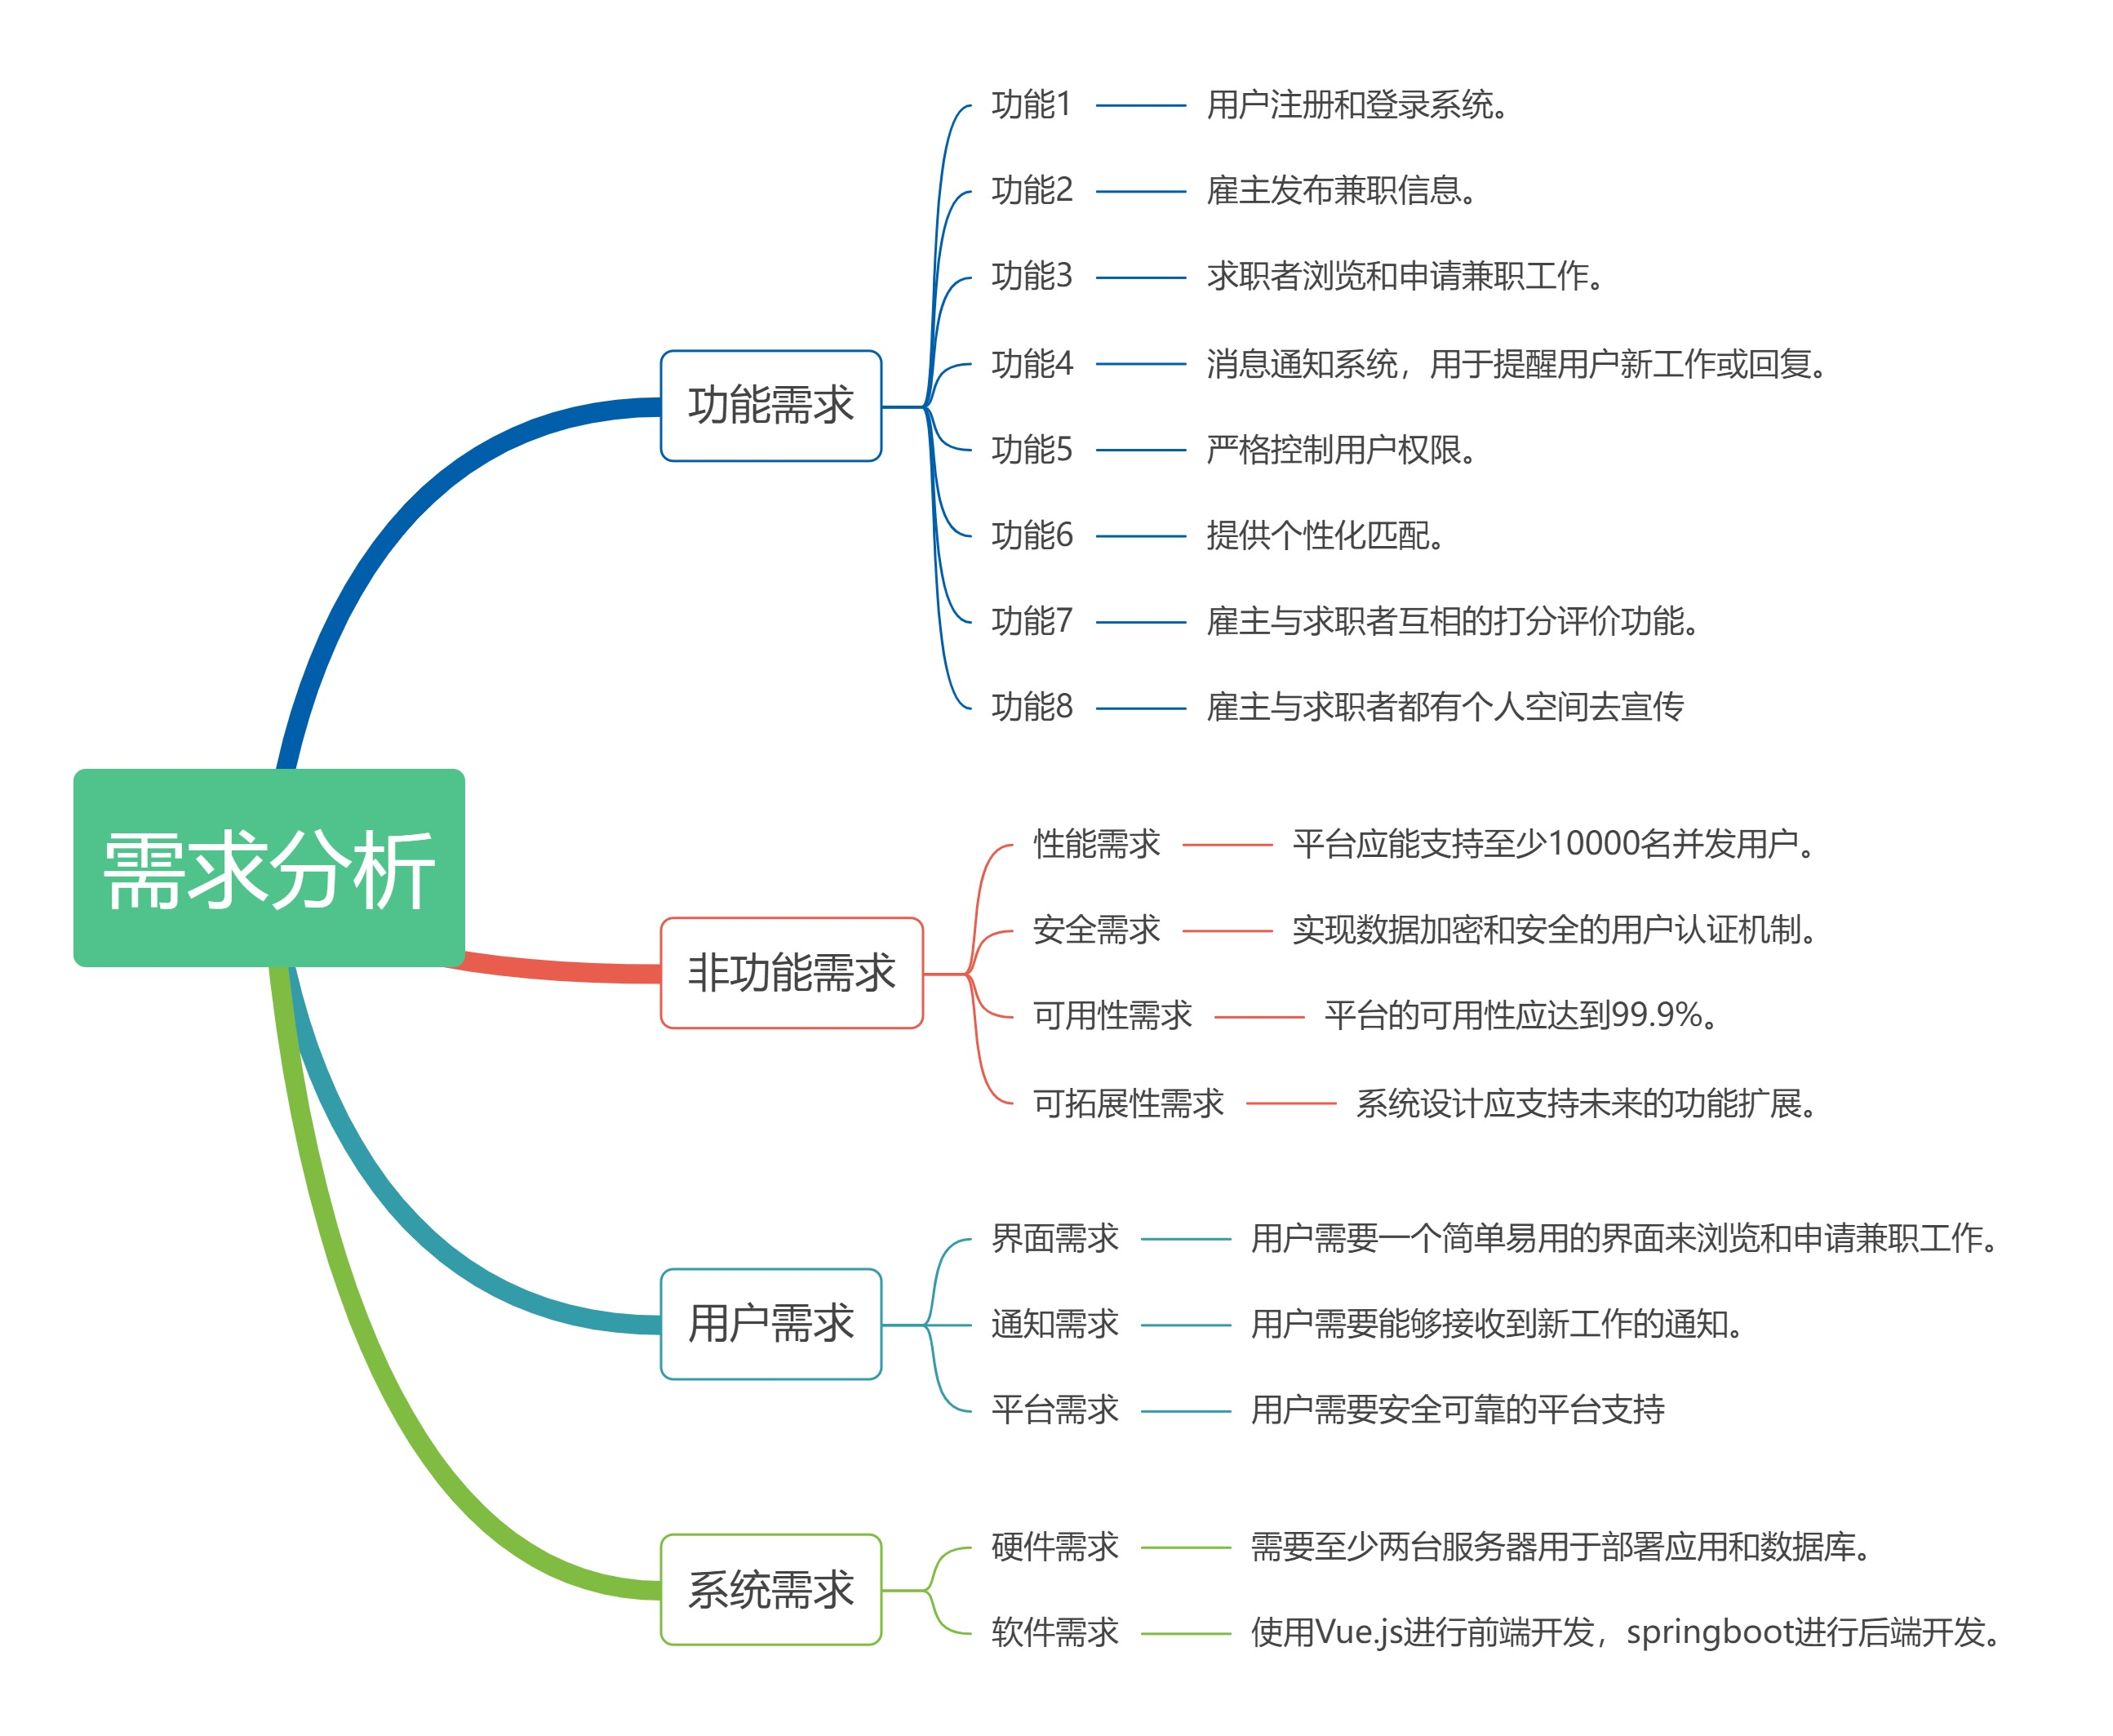 需求分析
功能需求
功能1
用户注册和登录系统。
功能2
雇主发布兼职信息。
功能3
求职者浏览和申请兼职工作。
功能4
消息通知系统，用于提醒用户新工作或回复。
功能5
严格控制用户权限。
功能6
提供个性化匹配。
功能7
雇主与求职者互相的打分评价功能。
功能8
雇主与求职者都有个人空间去宣传
非功能需求
性能需求
平台应能支持至少10000名并发用户。
安全需求
实现数据加密和安全的用户认证机制。
可用性需求
平台的可用性应达到99.9%。
可拓展性需求
系统设计应支持未来的功能扩展。
用户需求
界面需求
用户需要一个简单易用的界面来浏览和申请兼职工作。
通知需求
用户需要能够接收到新工作的通知。
平台需求
用户需要安全可靠的平台支持
系统需求
硬件需求
需要至少两台服务器用于部署应用和数据库。
软件需求
使用Vue.js进行前端开发，springboot进行后端开发。